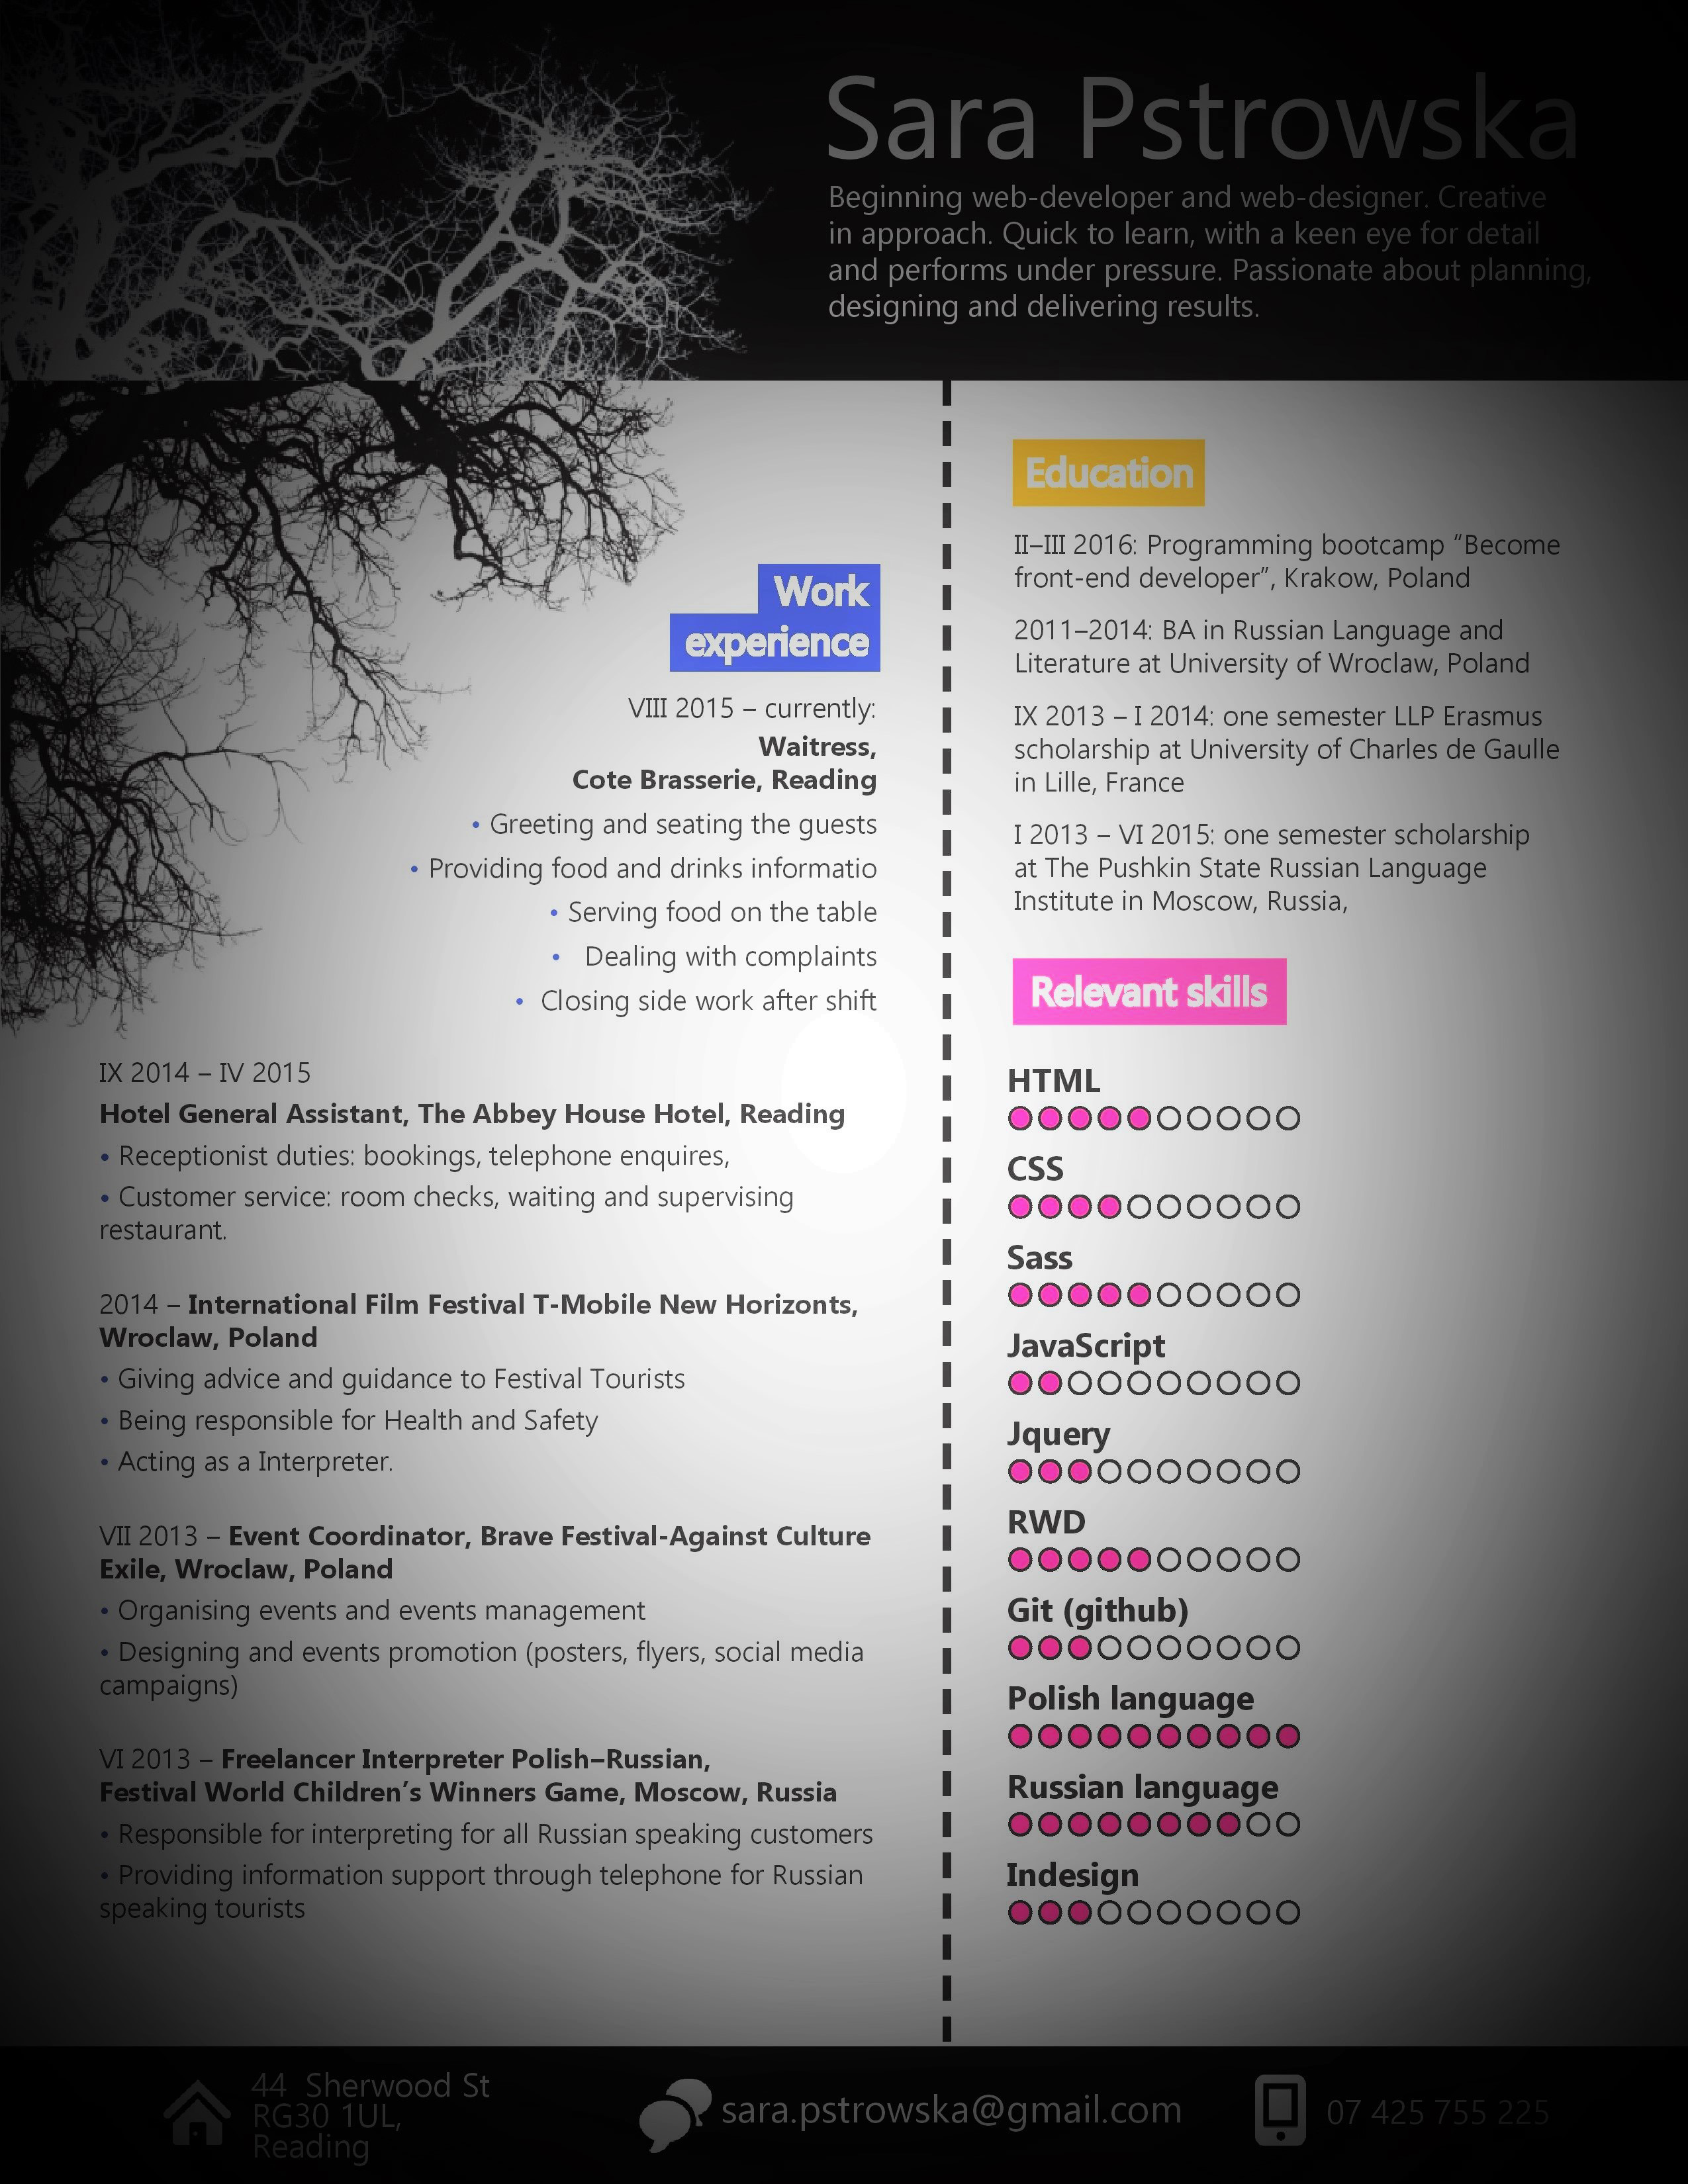 Sara Pstrowska
Beginning web-developer and web-designer. Creative
in approach. Quick to learn, with a keen eye for detail
and performs under pressure. Passionate about planning,
designing and delivering results.
Work
experience
VIII 2015 – currently:
Waitress,
Cote Brasserie, Reading
• Greeting and seating the guests
• Providing food and drinks informatio
• Serving food on the table
• Dealing with complaints
• Closing side work after shift
IX 2014 – IV 2015
Hotel General Assistant, The Abbey House Hotel, Reading
• Receptionist duties: bookings, telephone enquires,
• Customer service: room checks, waiting and supervising
restaurant.
2014 – International Film Festival T-Mobile New Horizonts,
Wroclaw, Poland
• Giving advice and guidance to Festival Tourists
• Being responsible for Health and Safety
• Acting as a Interpreter.
VII 2013 – Event Coordinator, Brave Festival-Against Culture
Exile, Wroclaw, Poland
• Organising events and events management
• Designing and events promotion (posters, flyers, social media
campaigns)
VI 2013 – Freelancer Interpreter Polish–Russian,
Festival World Children’s Winners Game, Moscow, Russia
• Responsible for interpreting for all Russian speaking customers
• Providing information support through telephone for Russian
speaking tourists
Education
II–III 2016: Programming bootcamp “Become
front-end developer”, Krakow, Poland
2011–2014: BA in Russian Language and
Literature at University of Wroclaw, Poland
IX 2013 – I 2014: one semester LLP Erasmus
scholarship at University of Charles de Gaulle
in Lille, France
I 2013 – VI 2015: one semester scholarship
at The Pushkin State Russian Language
Institute in Moscow, Russia,
Relevant skills
HTML
CSS
Sass
JavaScript
Jquery
RWD
Git (github)
Polish language
Russian language
Indesign
44 Sherwood St
RG30 1UL,
Reading
sara.pstrowska@gmail.com
07 425 755 225